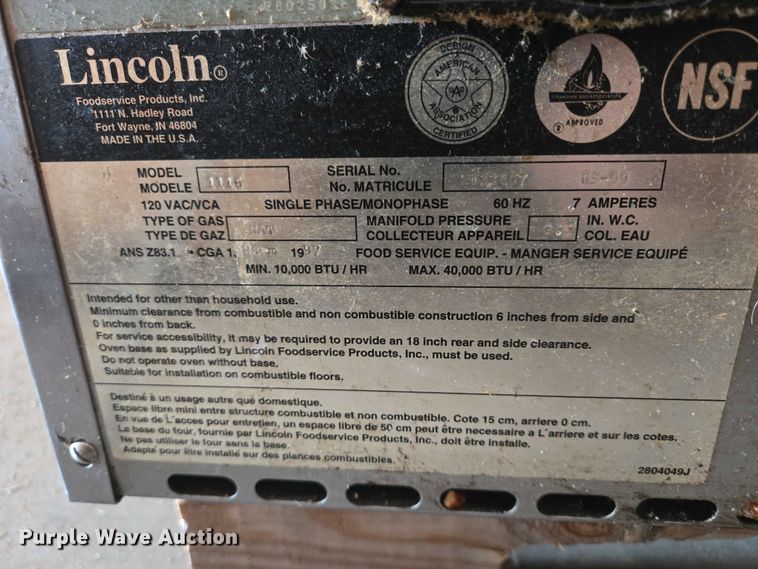 Lincoln®
Foodservice Products, Inc.
1111 N. Hadley Road
Fort Wayne, IN 46804
MADE IN THE U.S.A.
DESIGN
AMERICAN
ASSOCIATION
CERTIFIED
® APPROVED
NSF
MODEL
MODELE 1116
SERIAL No.
No. MATRICULE
120 VAC/VCA SINGLE PHASE/MONOPHASE 60 HZ 7 AMPERES
TYPE OF GAS
TYPE DE GAZ
MANIFOLD PRESSURE
COLLECTEUR APPAREIL
IN. W.C.
COL. EAU
ANS Z83.1 CGA 1. 1997 FOOD SERVICE EQUIP. - MANGER SERVICE EQUIPÉ
MIN. 10,000 BTU / HR MAX. 40,000 BTU / HR
Intended for other than household use.
Minimum clearance from combustible and non combustible construction 6 inches from side and
0 inches from back.
For service accessibility, it may be required to provide an 18 inch rear and side clearance.
Oven base as supplied by Lincoln Foodservice Products, Inc., must be used.
Do not operate oven without base.
Suitable for installation on combustible floors.
Destiné à un usage autre qué domestique.
Espace libre mini entre structure combustible et non combustible. Cote 15 cm, arriere 0 cm.
En vue de L'acces pour entretien, un espace libre de 50 cm peut être necessaire a L'arriere et sur les cotes.
La base du four, fournie par Lincoln Foodservice Products, Inc., doit être installe.
Ne pas utiliser le four sans la base.
Adapte pour être installe sur des plances combustibles.
2804049J
Purple Wave Auction